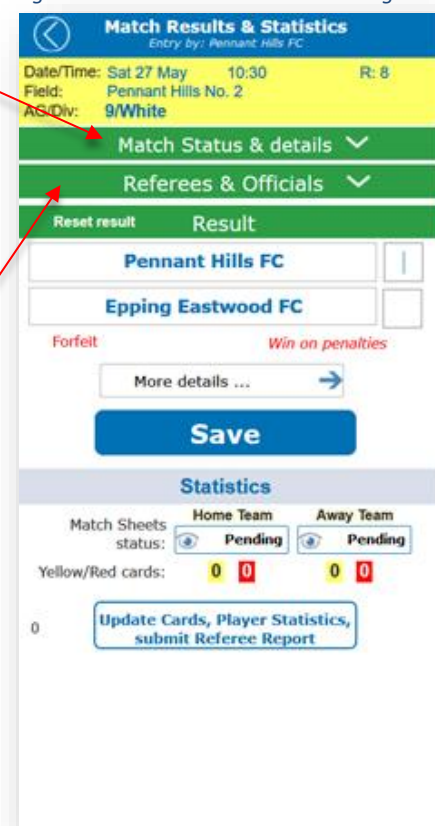 Match Results & Statistics
Entry by: Pennant Hills FC
Date/Time: Sat 27 May 10:30 R: 8
Field: Pennant Hills No. 2
AG/Div: 9/White
Match Status & details
Referees & Officials
Reset result Result
Pennant Hills FC
Epping Eastwood FC
Forfeit Win on penalties
More details ...
Save
Statistics
Home Team Away Team
Match Sheets
status: Pending Pending
Yellow/Red cards: 0 0 0 0
0 Update Cards, Player Statistics,
submit Referee Report